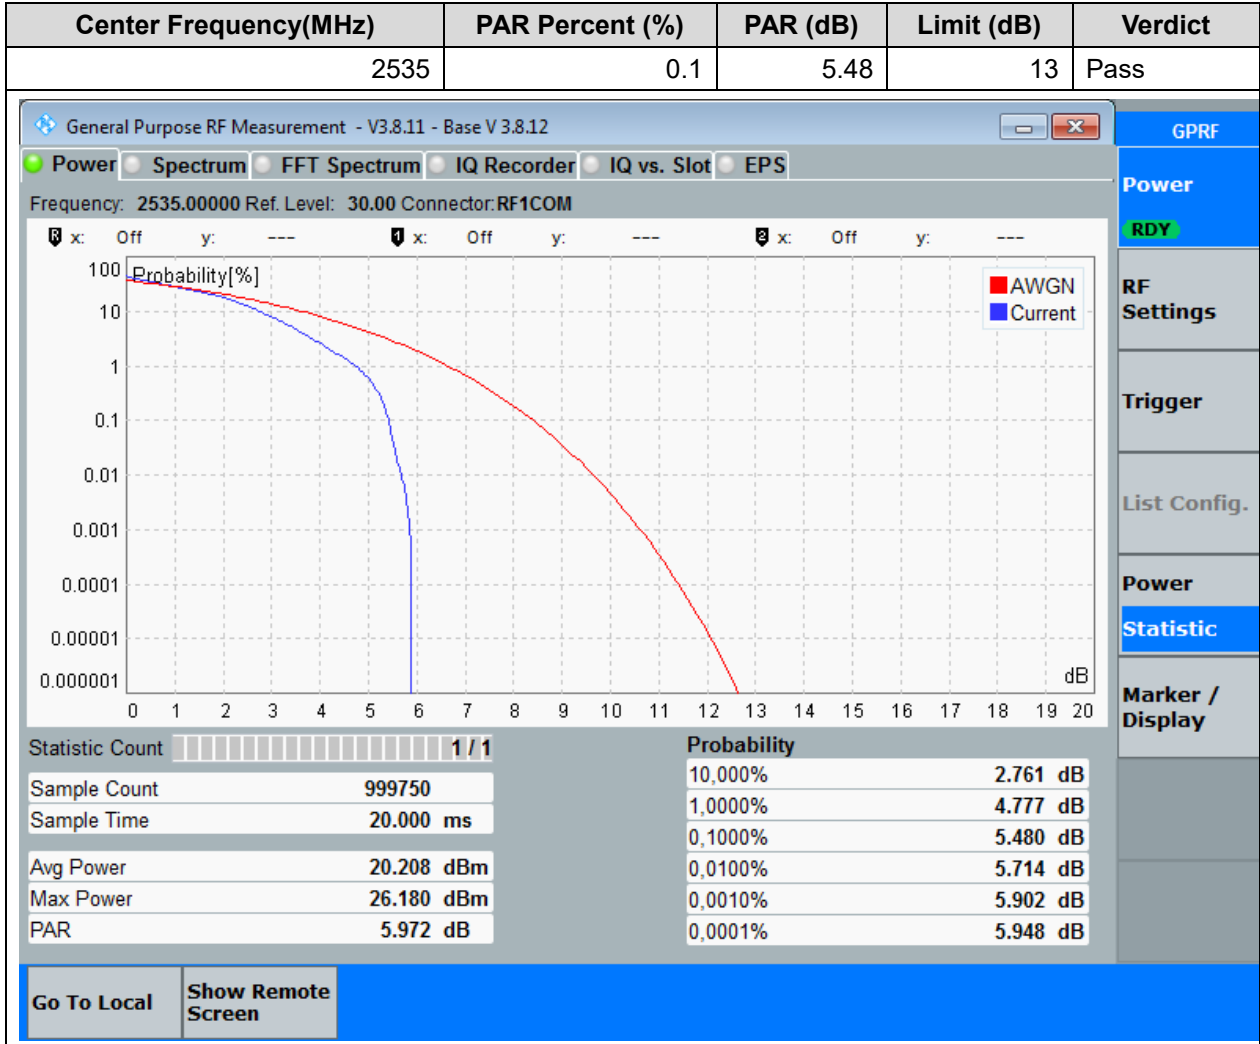 Center Frequency(MHz) PAR Percent (%) PAR (dB) Limit (dB) Verdict
2535 0.1 5.48 13 Pass
General Purpose RF Measurement - V3.8.11 - Base V 3.8.12
GPRF
Power Spectrum FFT Spectrum IQ Recorder IQ vs. Slot EPS
Frequency: 2535.00000 Ref. Level: 30.00 Connector: RF1COM
R x: Off y: --- 1 x: Off y: --- 2 x: Off y: ---
Probability[%]
AWGN
Current
100
10
1
0.1
0.01
0.001
0.0001
0.00001
0.000001
dB
0 1 2 3 4 5 6 7 8 9 10 11 12 13 14 15 16 17 18 19 20
Statistic Count 1 / 1
Sample Count 999750
Sample Time 20.000 ms
Avg Power 20.208 dBm
Max Power 26.180 dBm
PAR 5.972 dB
Probability
10,000% 2.761 dB
1,0000% 4.777 dB
0,1000% 5.480 dB
0,0100% 5.714 dB
0,0010% 5.902 dB
0,0001% 5.948 dB
Power
RDY
RF
Settings
Trigger
List Config.
Power
Statistic
Marker /
Display
Go To Local
Show Remote
Screen